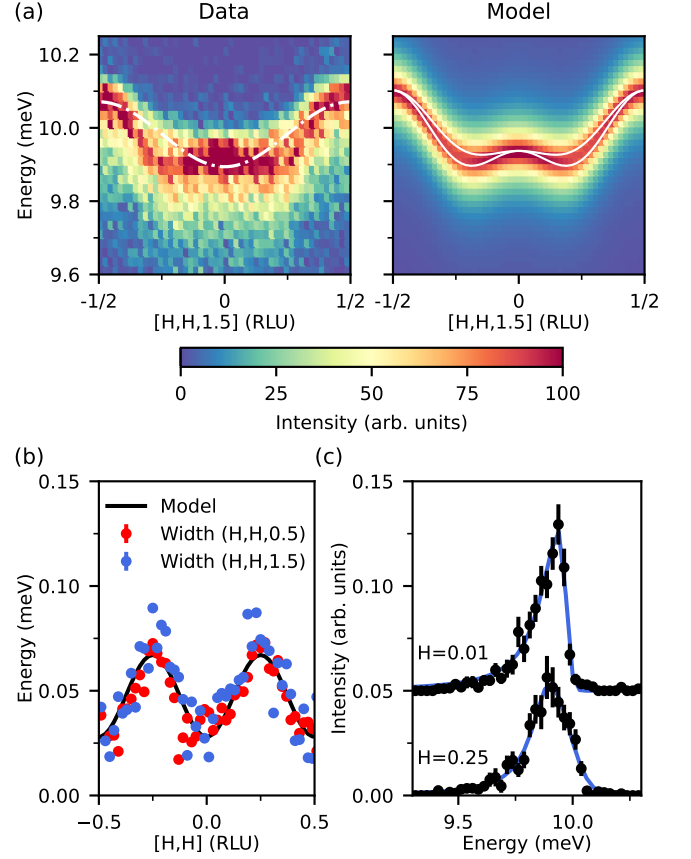 (a)
Data
Model
Energy (meV)
10.2
10.0
9.8
9.6
-1/2
0
1/2
[H,H,1.5] (RLU)
-1/2
0
1/2
[H,H,1.5] (RLU)
0
25
50
75
100
Intensity (arb. units)
(b)
Energy (meV)
0.15
0.10
0.05
0.00
Model
Width (H,H,0.5)
Width (H,H,1.5)
−0.5
0.0
0.5
[H,H] (RLU)
(c)
Intensity (arb. units)
0.15
0.10
0.05
0.00
H=0.01
H=0.25
9.5
10.0
Energy (meV)